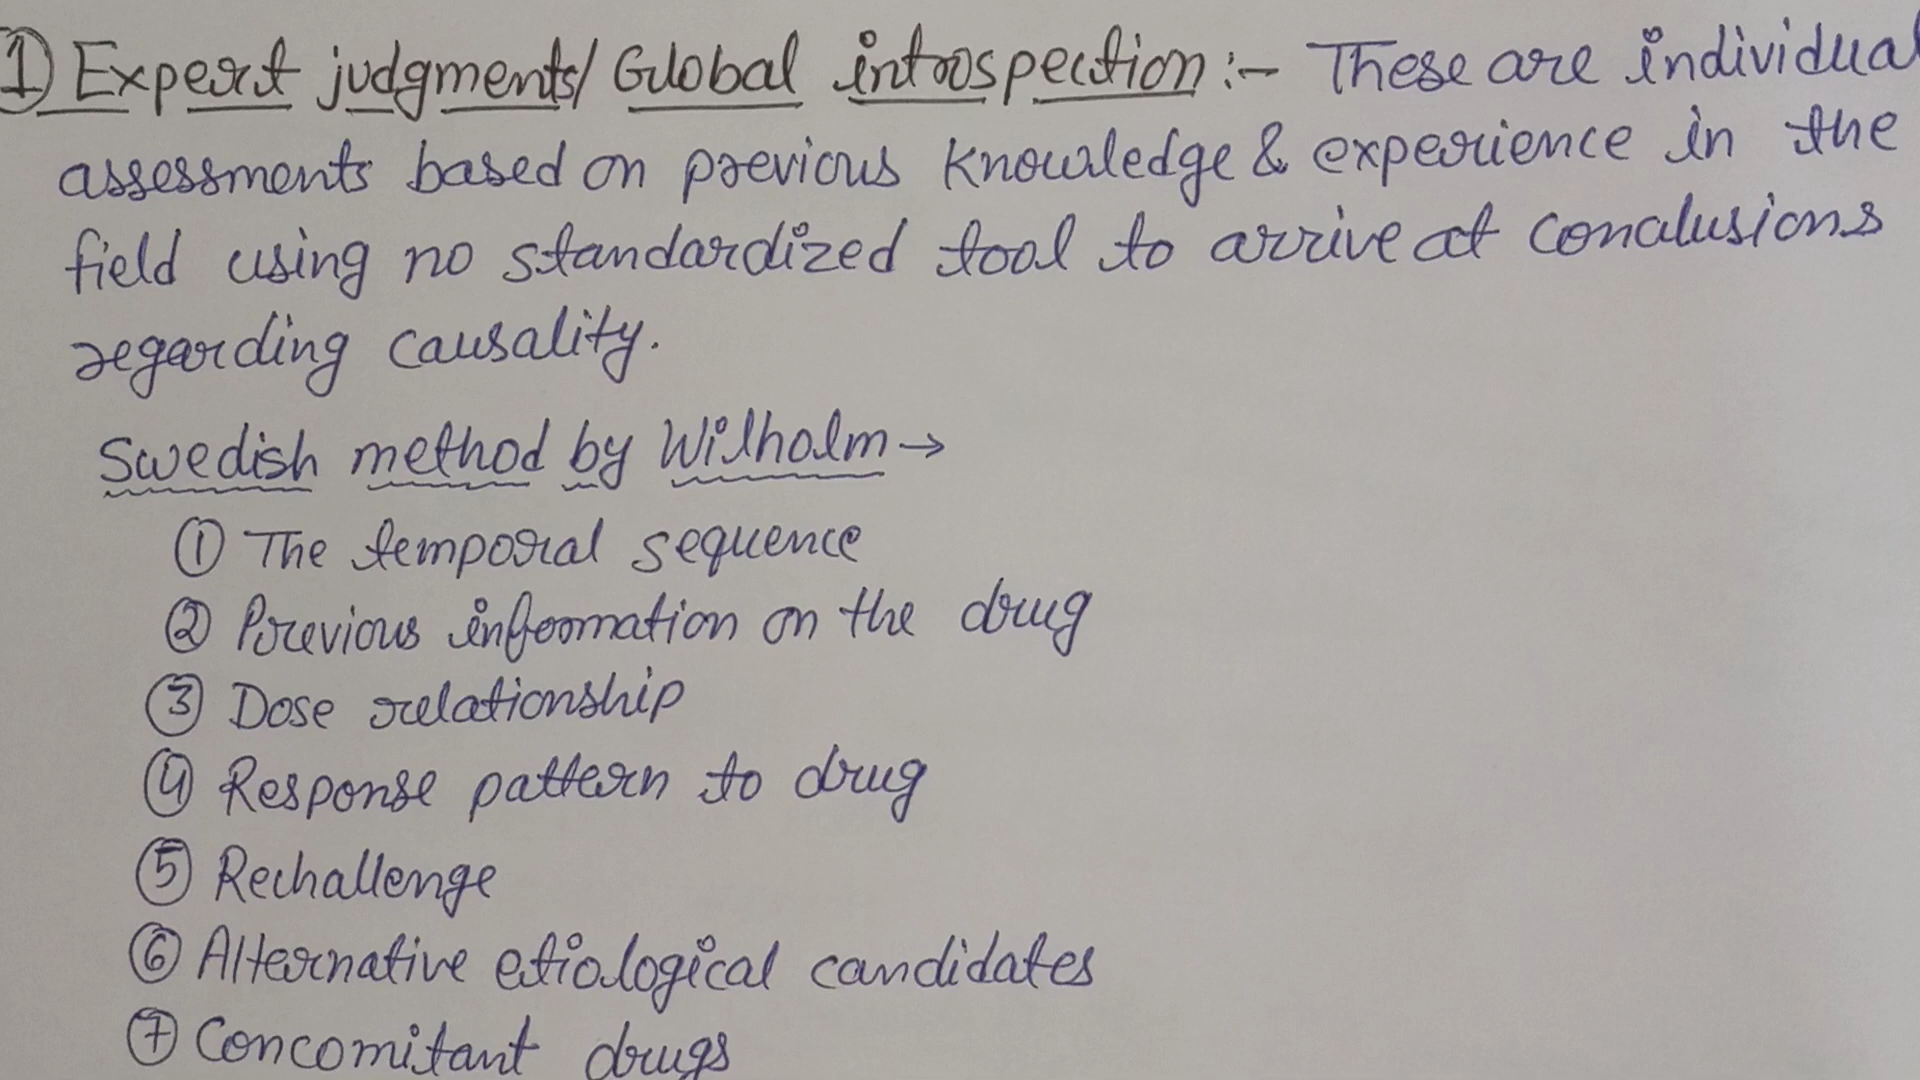 ① Expert judgments/ Global introspection :- These are individual
assessments based on previous knowledge & experience in the
field using no standardized tool to arrive at conclusions
regarding causality.
Swedish method by Wilholm →
① The temporal sequence
② Previous information on the drug
③ Dose relationship
④ Response pattern to drug
⑤ Rechallenge
⑥ Alternative etiological candidates
⑦ Concomitant drugs